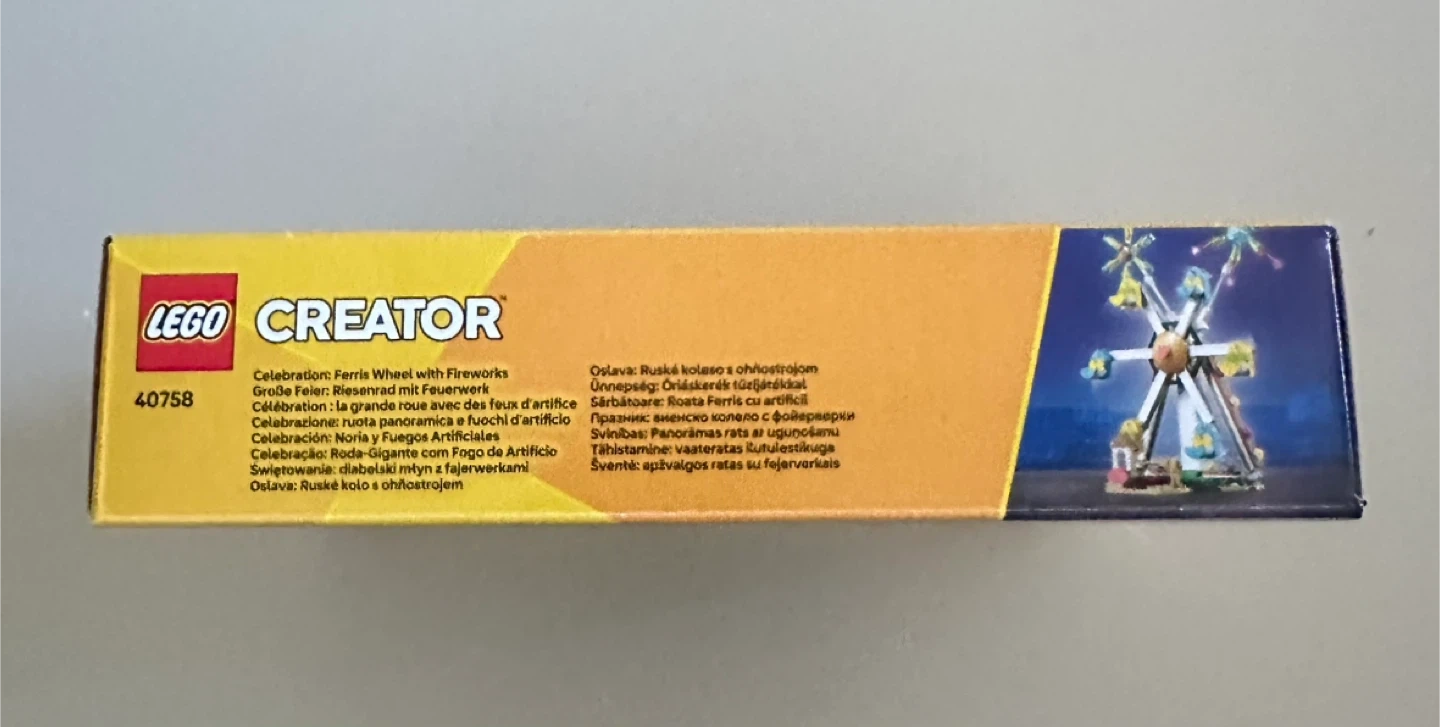 LEGO
CREATOR™
40758
Celebration: Ferris Wheel with Fireworks
Große Feier: Riesenrad mit Feuerwerk
Célébration : la grande roue avec des feux d'artifice
Celebrazione: ruota panoramica e fuochi d'artificio
Celebración: Noria y Fuegos Artificiales
Celebração: Roda-Gigante com Fogo de Artifício
Świętowanie: diabelski młyn z fajerwerkami
Oslava: Ruské kolo s ohňostrojem
Oslava: Ruské koleso s ohňostrojom
Ünnepség: Óriáskerék tűzijátékkal
Sărbătoare: Roata Ferris cu artificii
Празник: виенско колело с фойерверки
Svinības: Panorāmas rats ar uguņošanu
Tähistamine: vaateratas ilutulestikuga
Šventė: apžvalgos ratas su fejerverkais